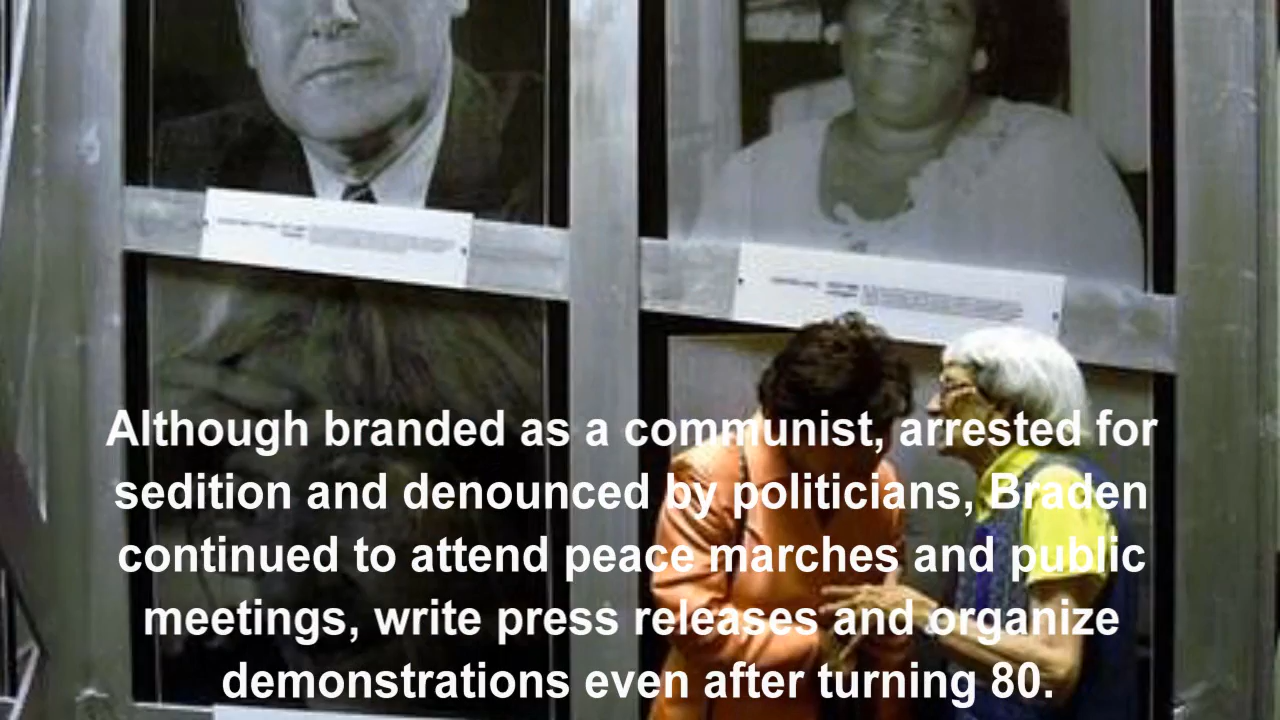 Although branded as a communist, arrested for
sedition and denounced by politicians, Braden
continued to attend peace marches and public
meetings, write press releases and organize
demonstrations even after turning 80.